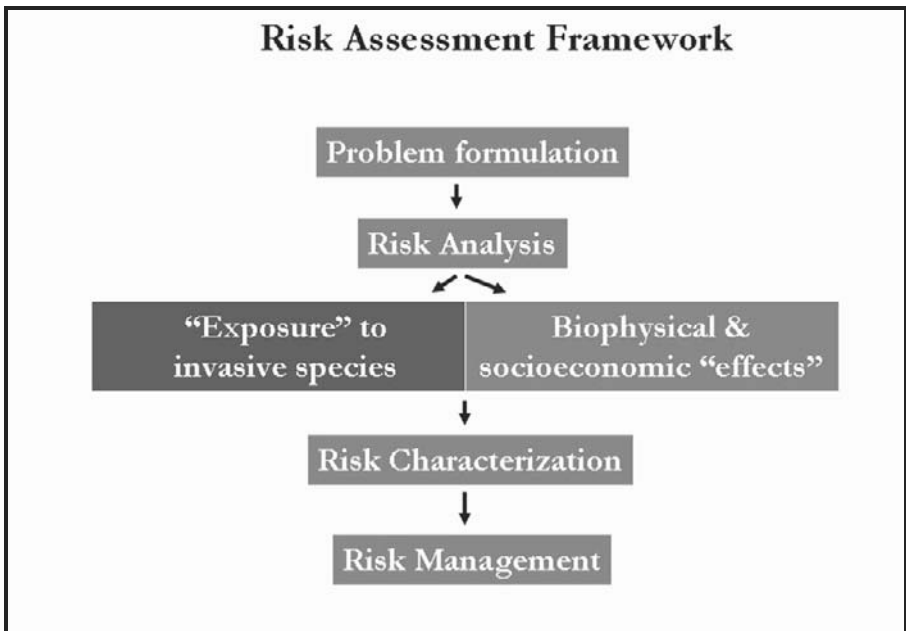 Risk Assessment Framework
Problem formulation
Risk Analysis
“Exposure” to
invasive species
Biophysical &
socioeconomic “effects”
Risk Characterization
Risk Management